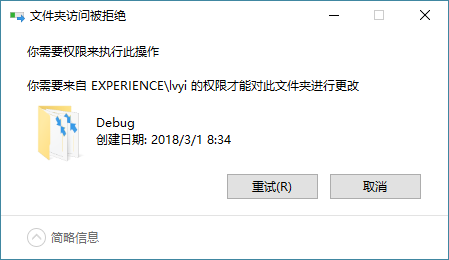 文件夹访问被拒绝
你需要权限来执行此操作
你需要来自 EXPERIENCE\lvyi 的权限才能对此文件夹进行更改
Debug
创建日期: 2018/3/1 8:34
重试(R)
取消
简略信息